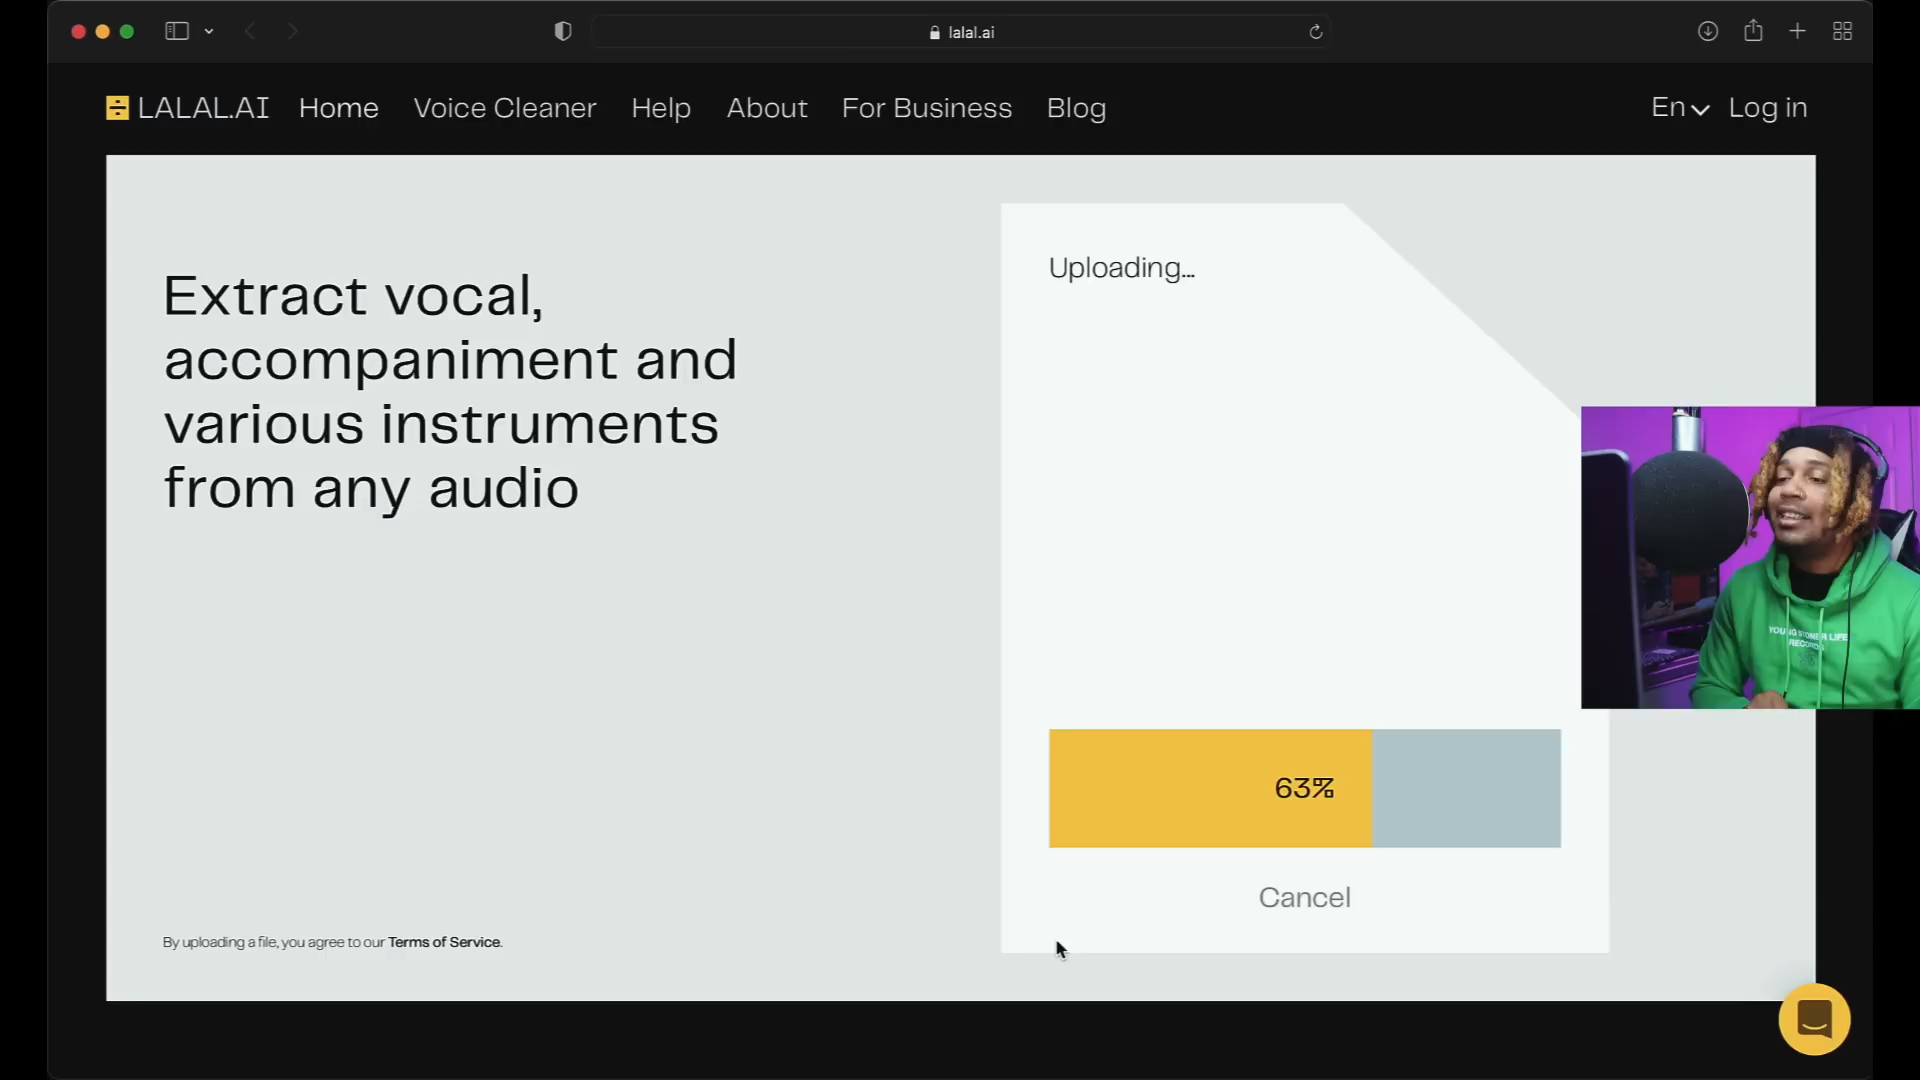 lalal.ai
LALAL.AI Home Voice Cleaner Help About For Business Blog En Log in
Extract vocal,
accompaniment and
various instruments
from any audio
By uploading a file, you agree to our Terms of Service.
Uploading...
63%
Cancel
LIFE